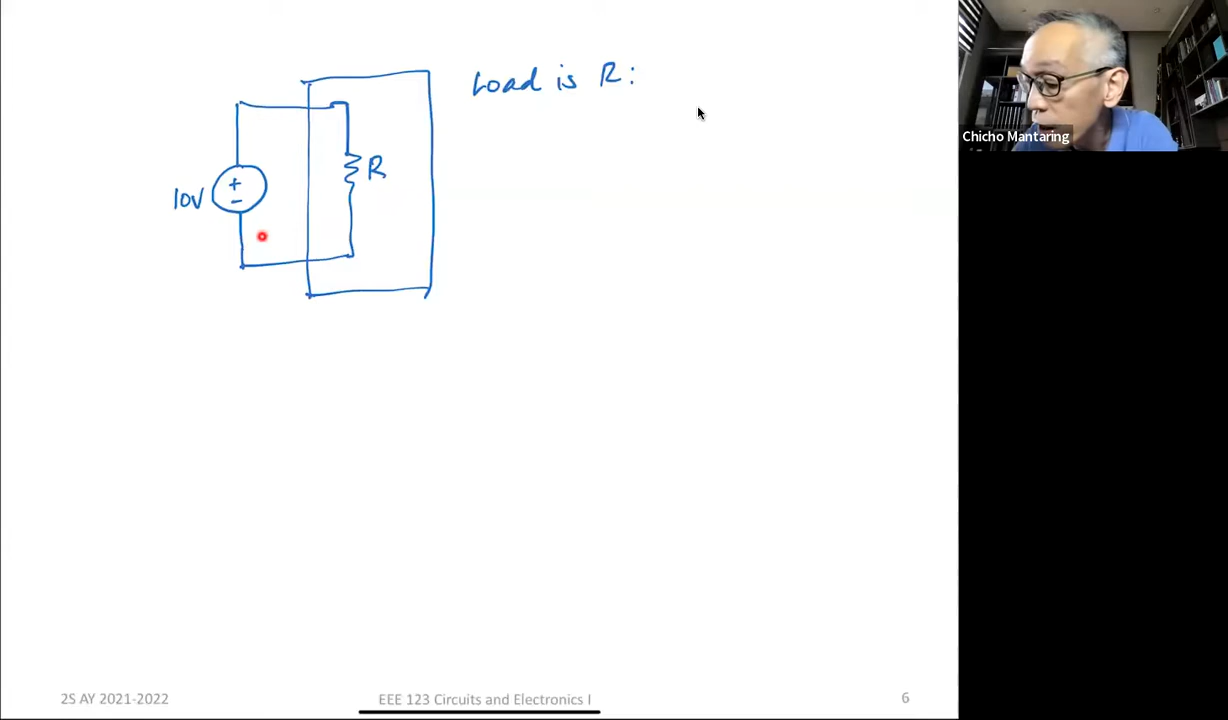 Load is R:
R
+
10V
-
Chicho Mantaring
2S AY 2021-2022
EEE 123 Circuits and Electronics I
6